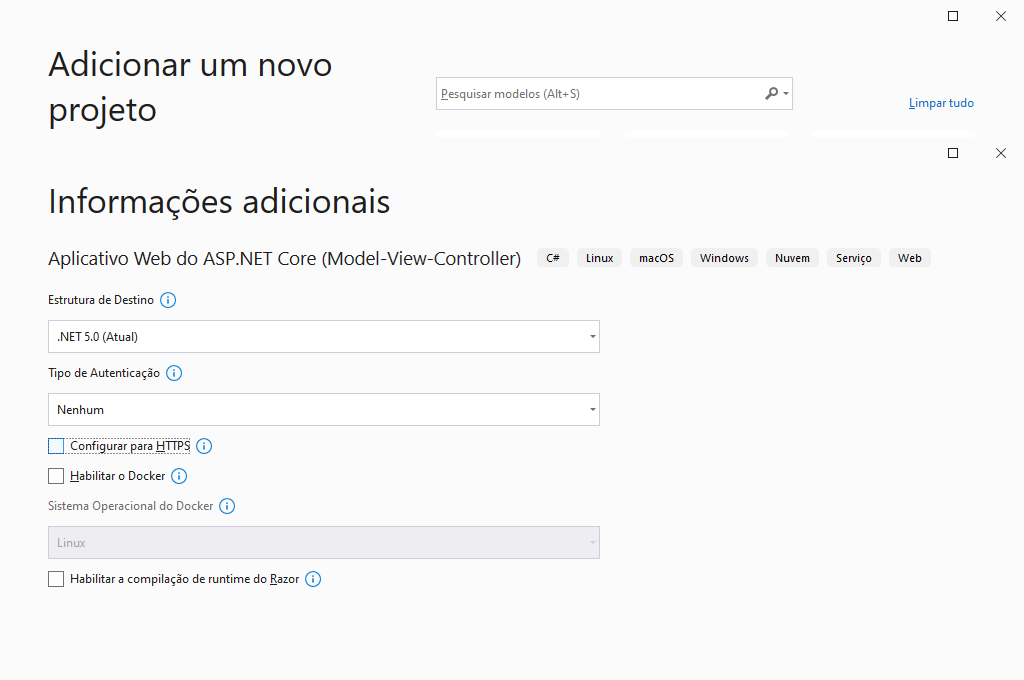 Adicionar um novo
projeto
Pesquisar modelos (Alt+S)
Limpar tudo
Informações adicionais
Aplicativo Web do ASP.NET Core (Model-View-Controller) C# Linux macOS Windows Nuvem Serviço Web
Estrutura de Destino
.NET 5.0 (Atual)
Tipo de Autenticação
Nenhum
Configurar para HTTPS
Habilitar o Docker
Sistema Operacional do Docker
Linux
Habilitar a compilação de runtime do Razor